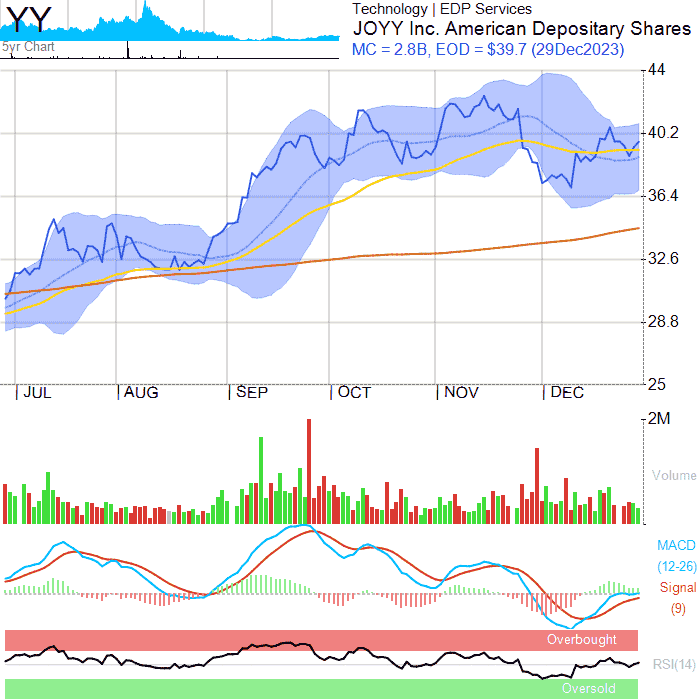 YY
5yr Chart
Technology | EDP Services
JOYY Inc. American Depositary Shares
MC = 2.8B, EOD = $39.7 (29Dec2023)
44
40.2
36.4
32.6
28.8
25
JUL AUG SEP OCT NOV DEC
2M
Volume
MACD
(12-26)
Signal
(9)
Overbought
RSI(14)
Oversold